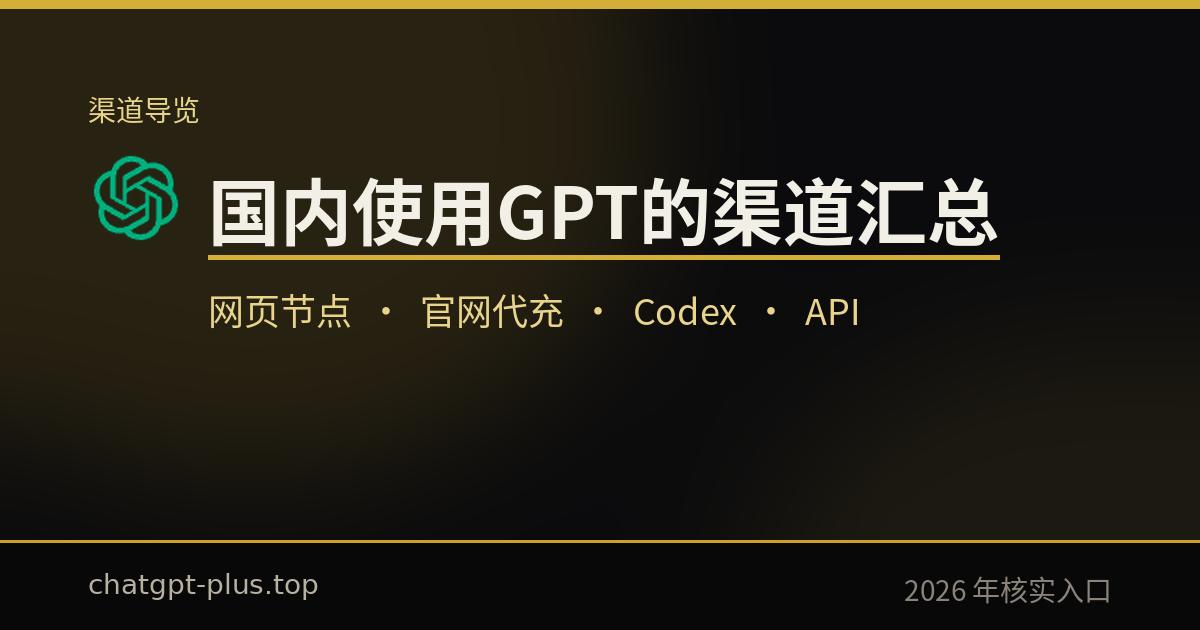 渠道导览
国内使用GPT的渠道汇总
网页节点 · 官网代充 · Codex · API
chatgpt-plus.top
2026 年核实入口